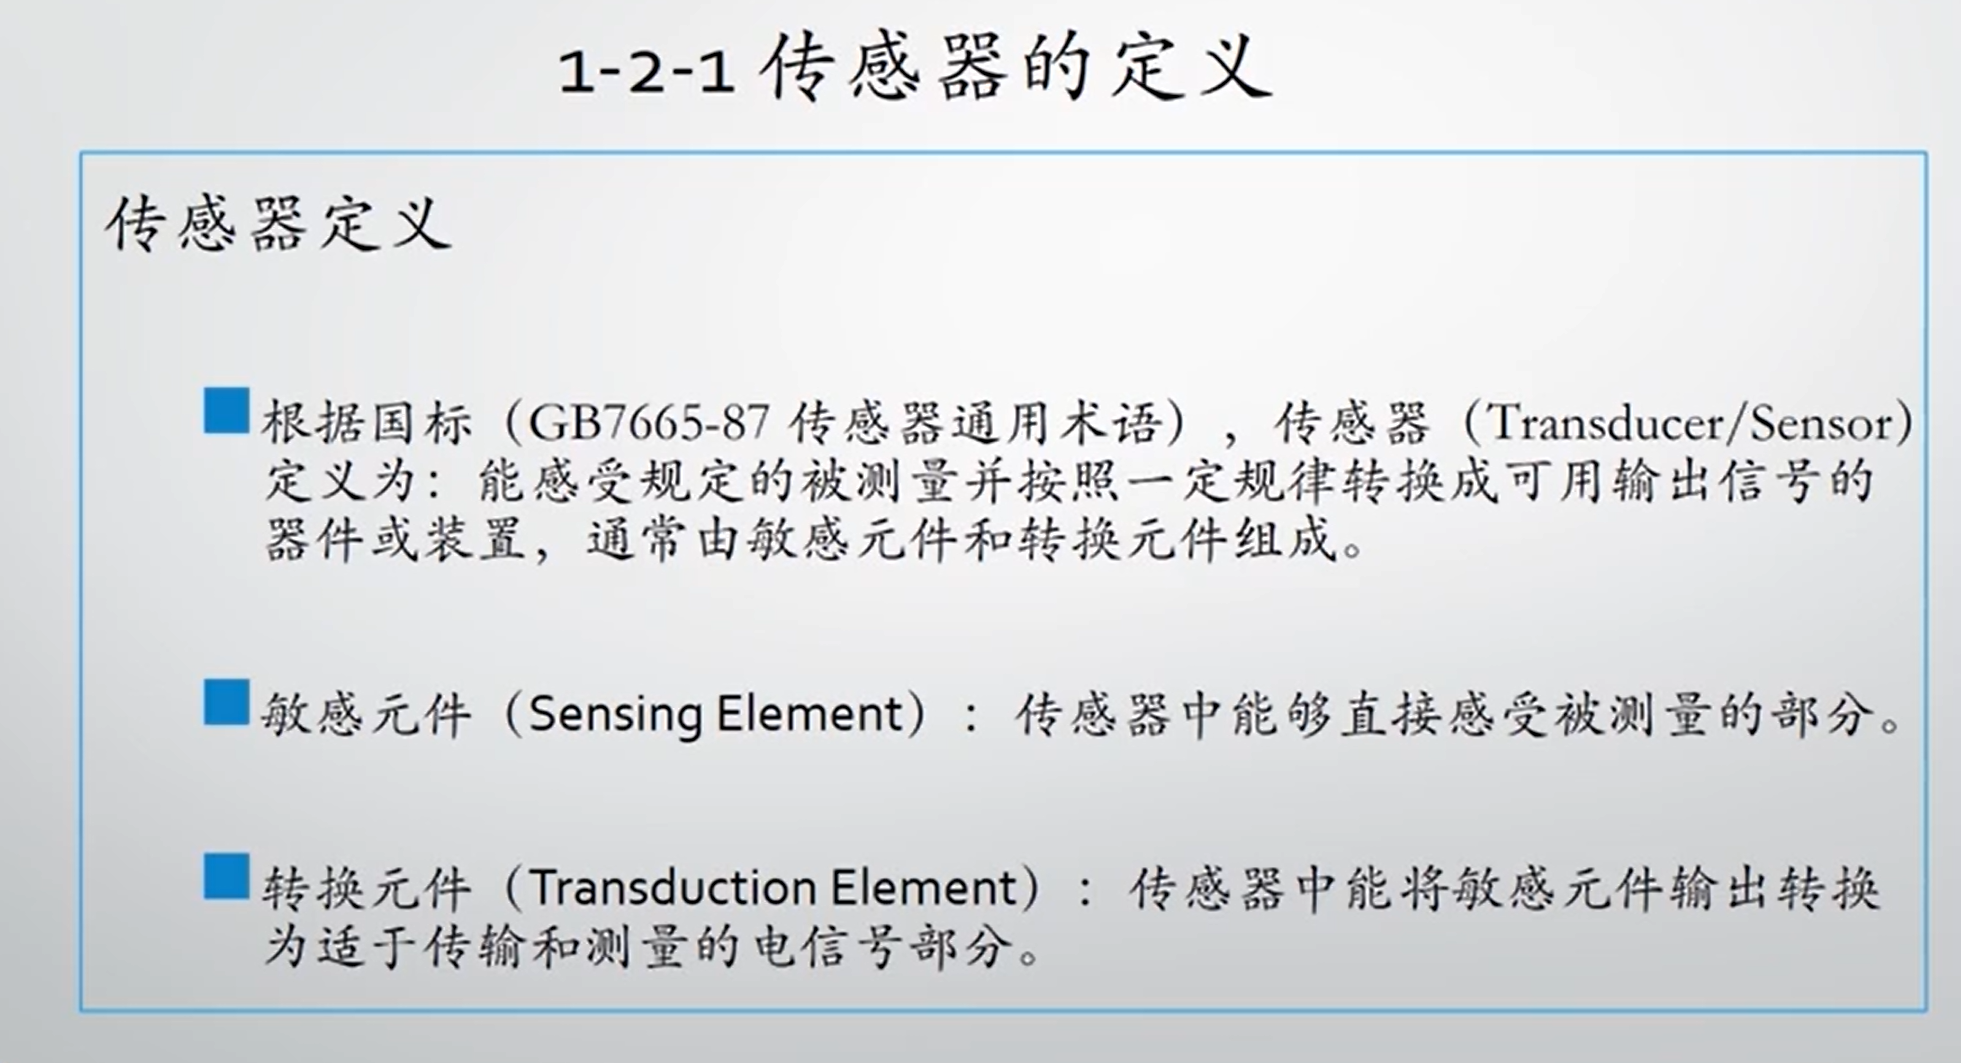 1-2-1 传感器的定义
传感器定义
根据国标（GB7665-87 传感器通用术语），传感器（Transducer/Sensor）
定义为：能感受规定的被测量并按照一定规律转换成可用输出信号的
器件或装置，通常由敏感元件和转换元件组成。
敏感元件（Sensing Element）：传感器中能够直接感受被测量的部分。
转换元件（Transduction Element）：传感器中能将敏感元件输出转换
为适于传输和测量的电信号部分。